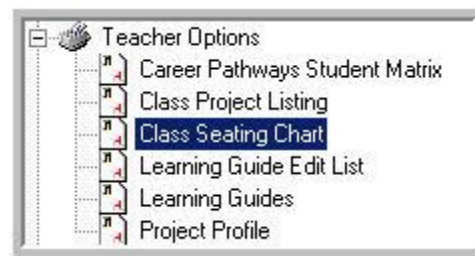 Teacher Options
Career Pathways Student Matrix
Class Project Listing
Class Seating Chart
Learning Guide Edit List
Learning Guides
Project Profile